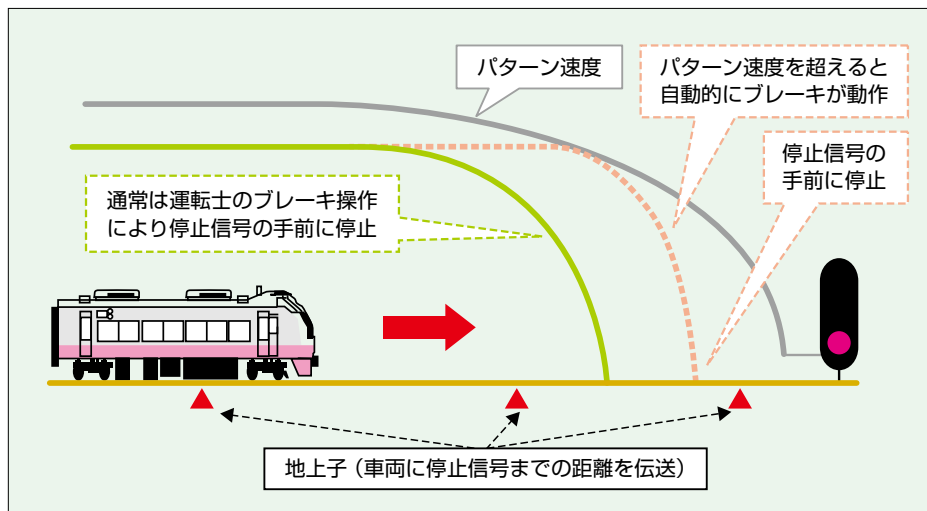 パターン速度
パターン速度を超えると
自動的にブレーキが動作
停止信号の
手前に停止
通常は運転士のブレーキ操作
により停止信号の手前に停止
地上子（車両に停止信号までの距離を伝送）